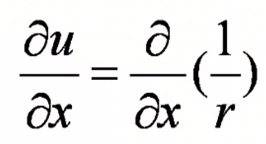 ∂u/∂x = ∂/∂x (1/r)